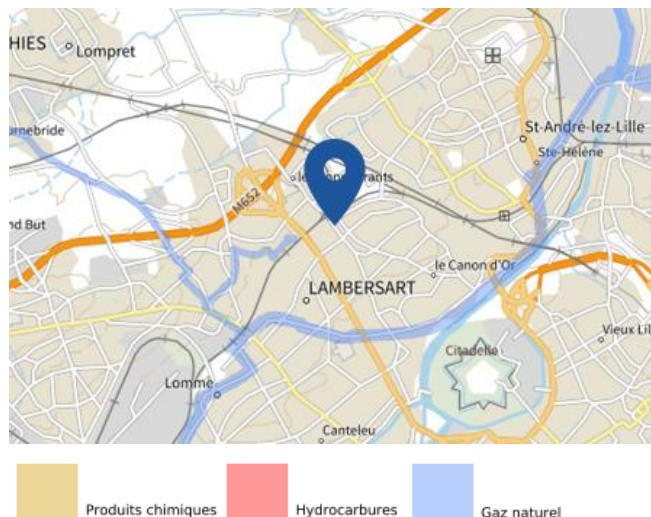 HIES
Lompret
St-André-lez-Lille
Ste-Hélène
M652
LAMBERSART
le Canon d'Or
nd But
Vieux Lil
Citadelle
Lomme
Canteleu
Produits chimiques
Hydrocarbures
Gaz naturel